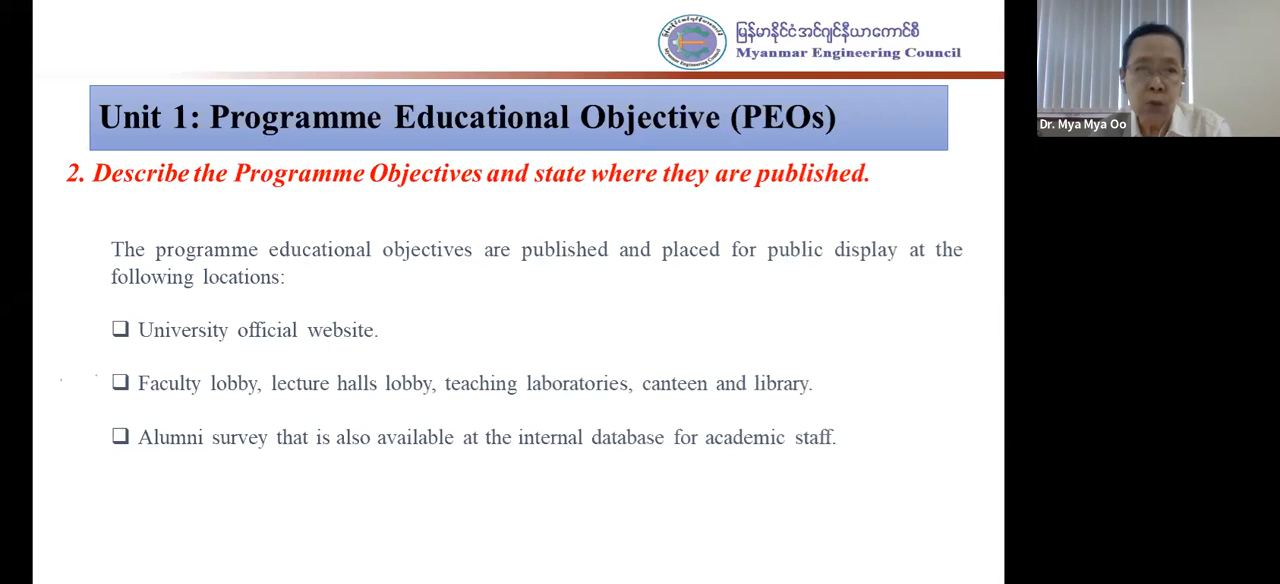 မြန်မာနိုင်ငံအင်ဂျင်နီယာကောင်စီ
Myanmar Engineering Council
Dr. Mya Mya Oo
Unit 1: Programme Educational Objective (PEOs)
2. Describe the Programme Objectives and state where they are published.
The programme educational objectives are published and placed for public display at the
following locations:
❑ University official website.
❑ Faculty lobby, lecture halls lobby, teaching laboratories, canteen and library.
❑ Alumni survey that is also available at the internal database for academic staff.